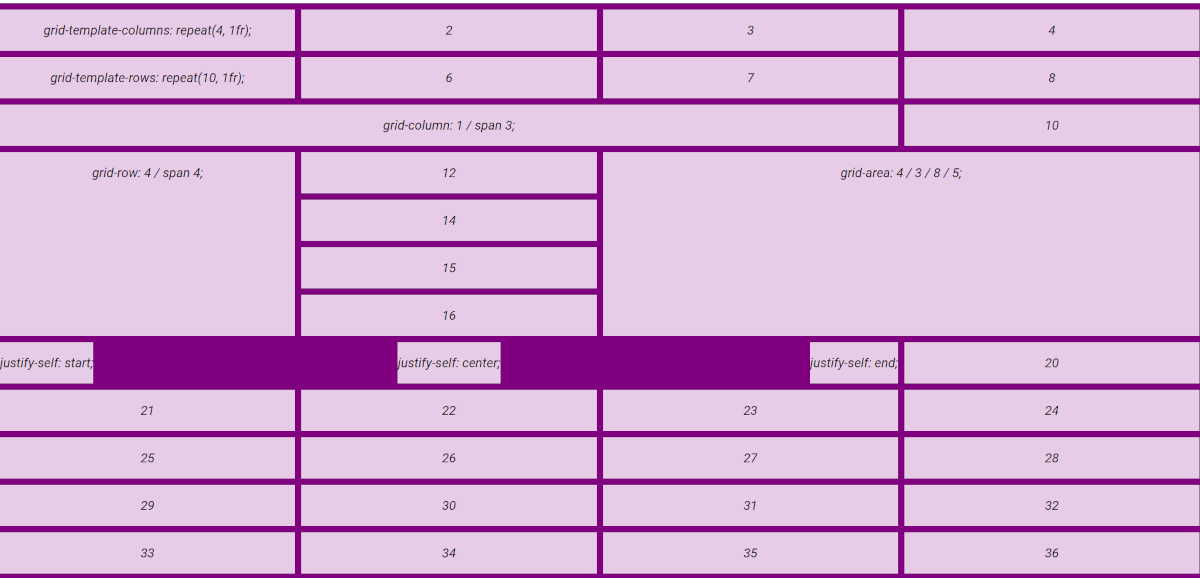 grid-template-columns: repeat(4, 1fr); 2 3 4
grid-template-rows: repeat(10, 1fr); 6 7 8
grid-column: 1 / span 3; 10
grid-row: 4 / span 4; 12 grid-area: 4 / 3 / 8 / 5;
14
15
16
justify-self: start; justify-self: center; justify-self: end; 20
21 22 23 24
25 26 27 28
29 30 31 32
33 34 35 36